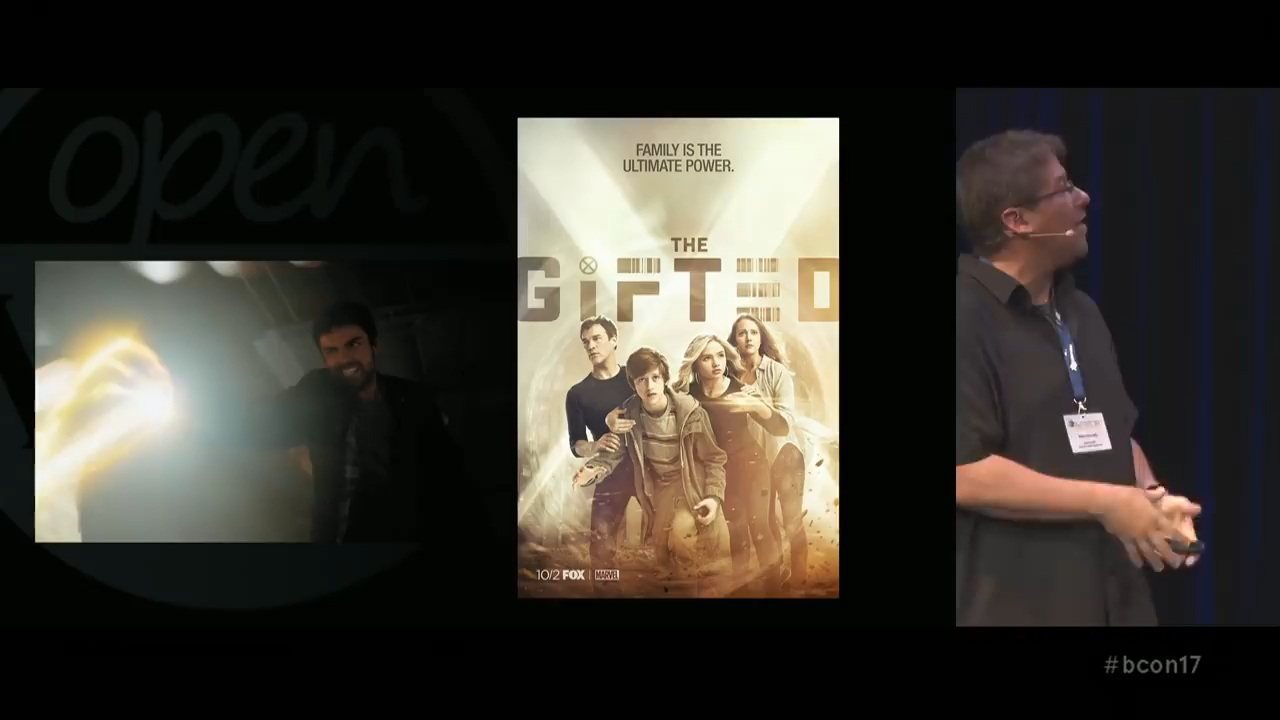 open
FAMILY IS THE
ULTIMATE POWER.
THE
GiFTED
10/2 FOX | MARVEL
#bcon17